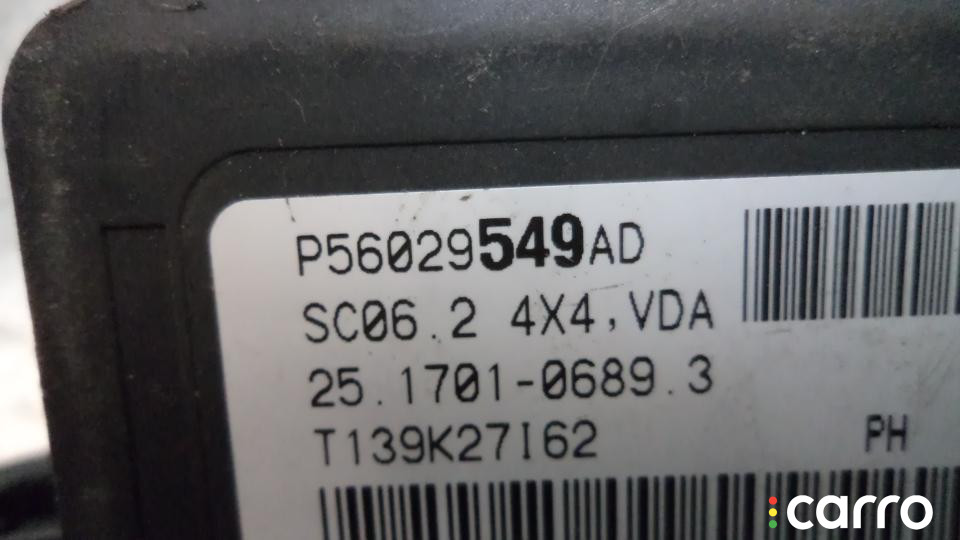 P56029549AD
SC06.2 4X4,VDA
25.1701-0689.3
T139K27I62
PH
carro